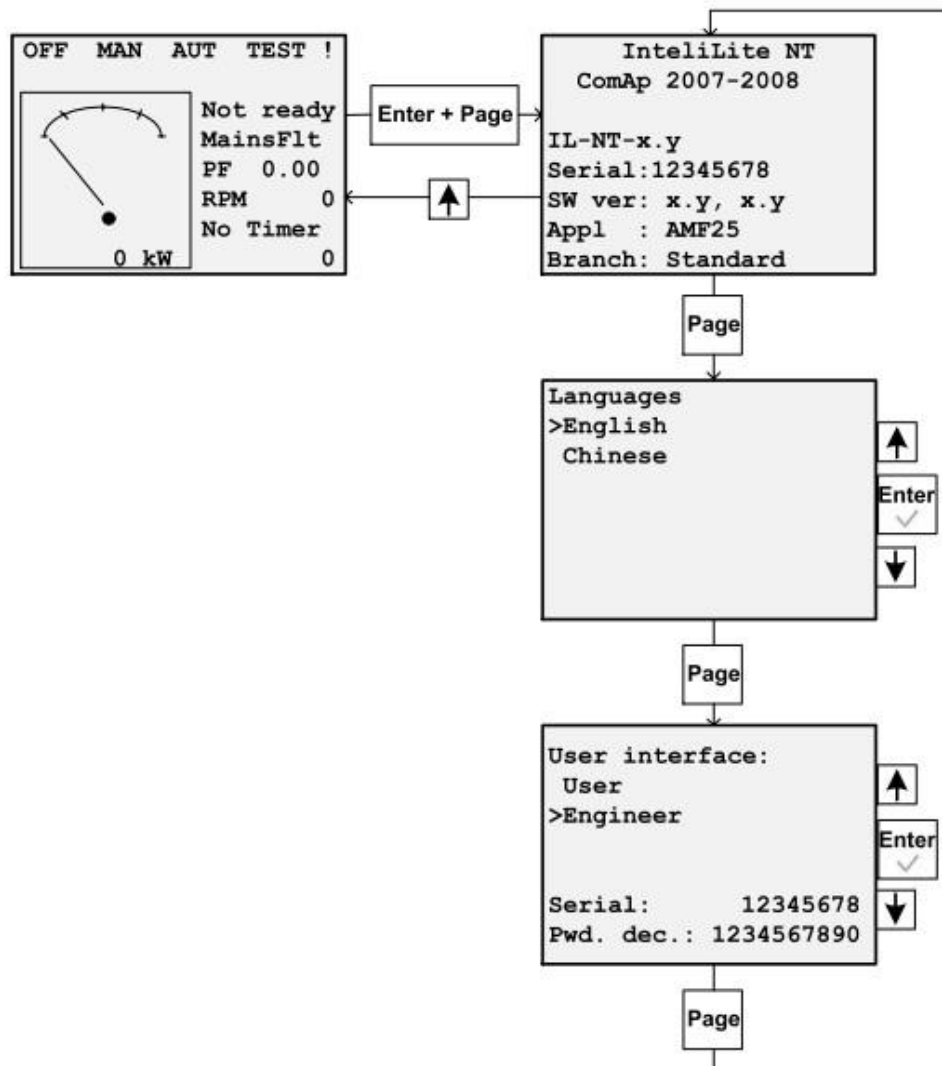 OFF MAN AUT TEST !
Not ready
MainsFlt
PF 0.00
RPM 0
No Timer
0 kW 0
Enter + Page
InteliLite NT
ComAp 2007-2008
IL-NT-x.y
Serial:12345678
SW ver: x.y, x.y
Appl : AMF25
Branch: Standard
Page
Languages
>English
Chinese
Enter
Page
User interface:
User
>Engineer
Serial: 12345678
Pwd. dec.: 1234567890
Enter
Page